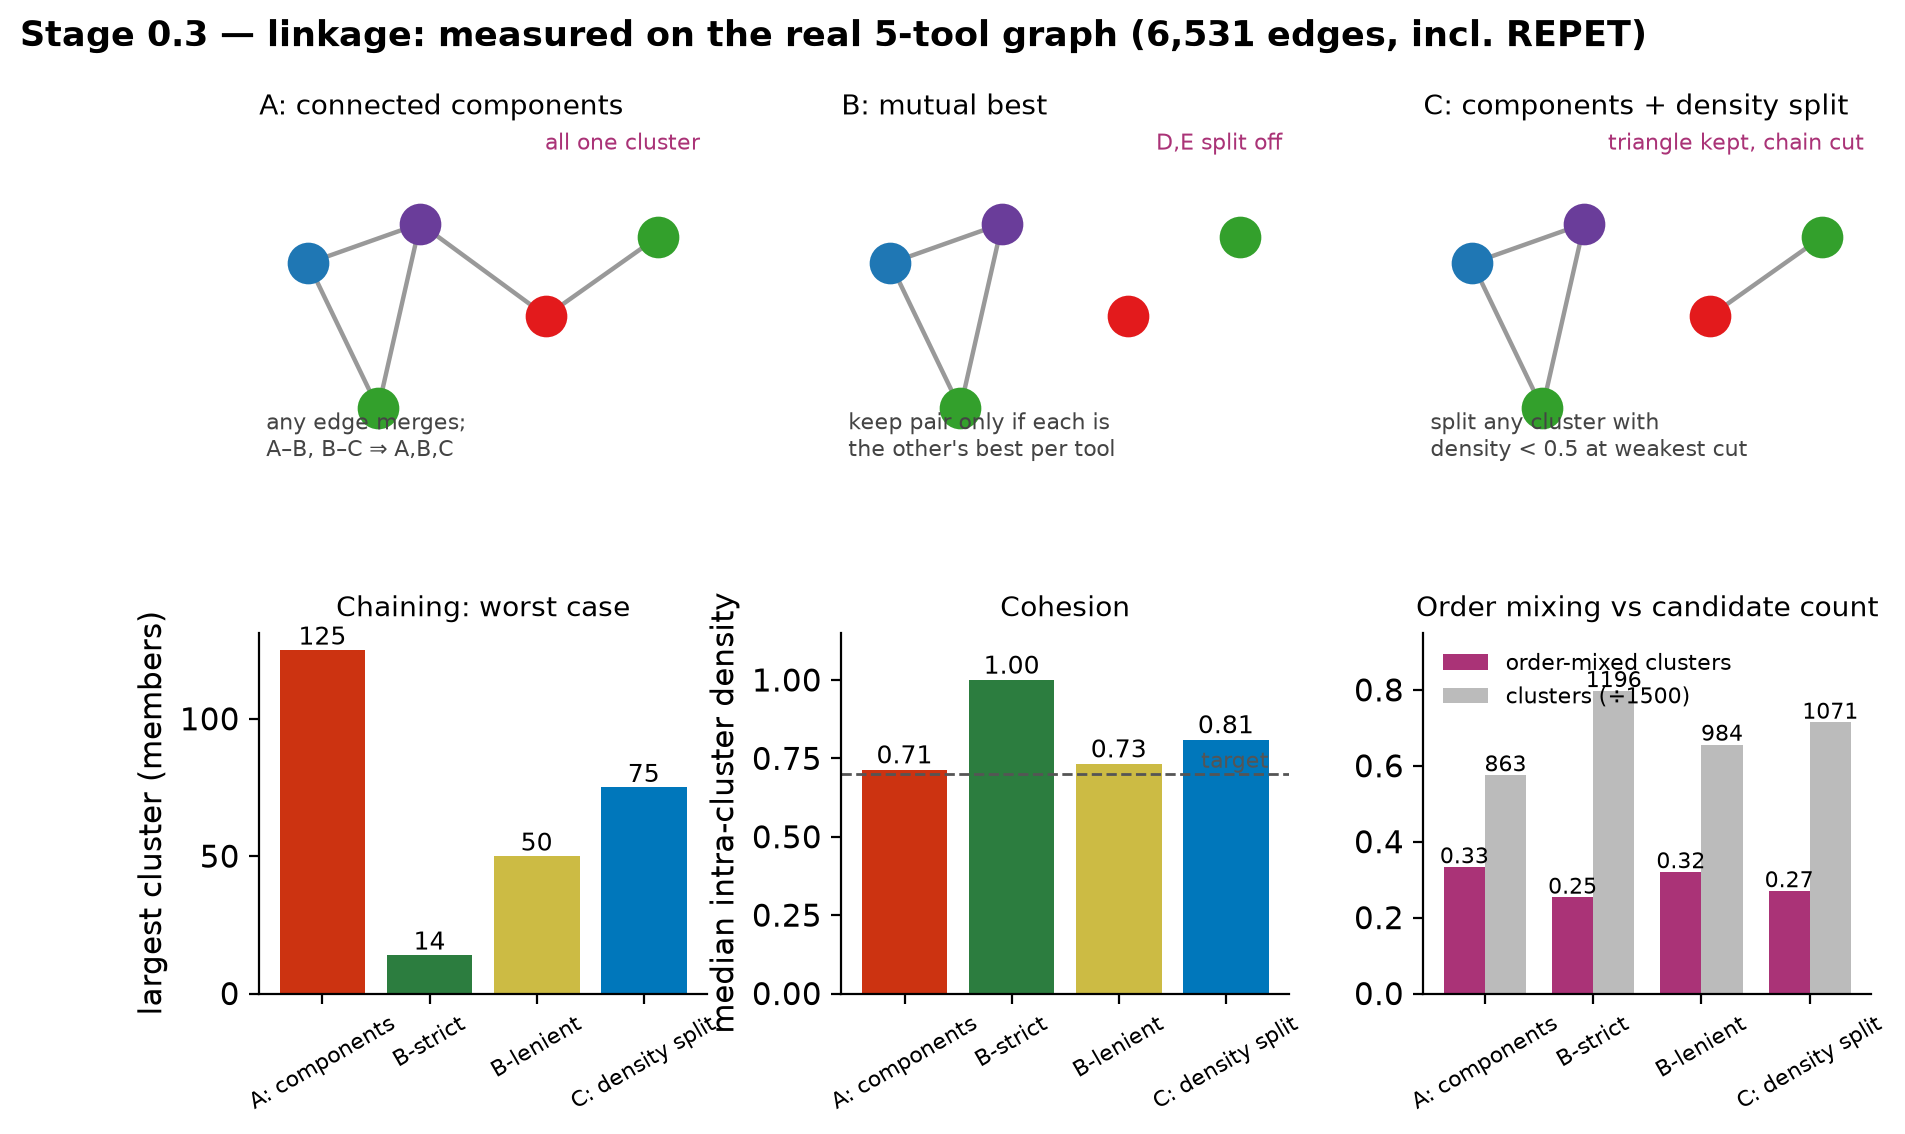 Stage 0.3 — linkage: measured on the real 5-tool graph (6,531 edges, incl. REPET)
A: connected components
all one cluster
any edge merges;
A–B, B–C ⇒ A,B,C
B: mutual best
D,E split off
keep pair only if each is
the other's best per tool
C: components + density split
triangle kept, chain cut
split any cluster with
density < 0.5 at weakest cut
Chaining: worst case
largest cluster (members)
100
50
0
125
14
50
75
A: components
B-strict
B-lenient
C: density split
Cohesion
median intra-cluster density
1.00
0.75
0.50
0.25
0.00
0.71
1.00
0.73
0.81
target
A: components
B-strict
B-lenient
C: density split
Order mixing vs candidate count
order-mixed clusters
clusters (÷1500)
0.8
0.6
0.4
0.2
0.0
0.33
863
0.25
1196
0.32
984
0.27
1071
A: components
B-strict
B-lenient
C: density split